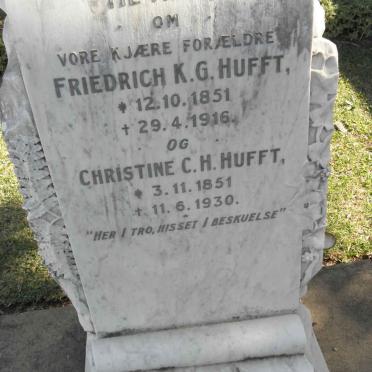 OM
VORE KJÆRE FORÆLDRE
FRIEDRICH K.G. HUFFT,
* 12.10.1851
† 29.4.1916.
OG
CHRISTINE C.H. HUFFT,
* 3.11.1851
† 11.6.1930.
"HER I TRO, HISSET I BESKUELSE"